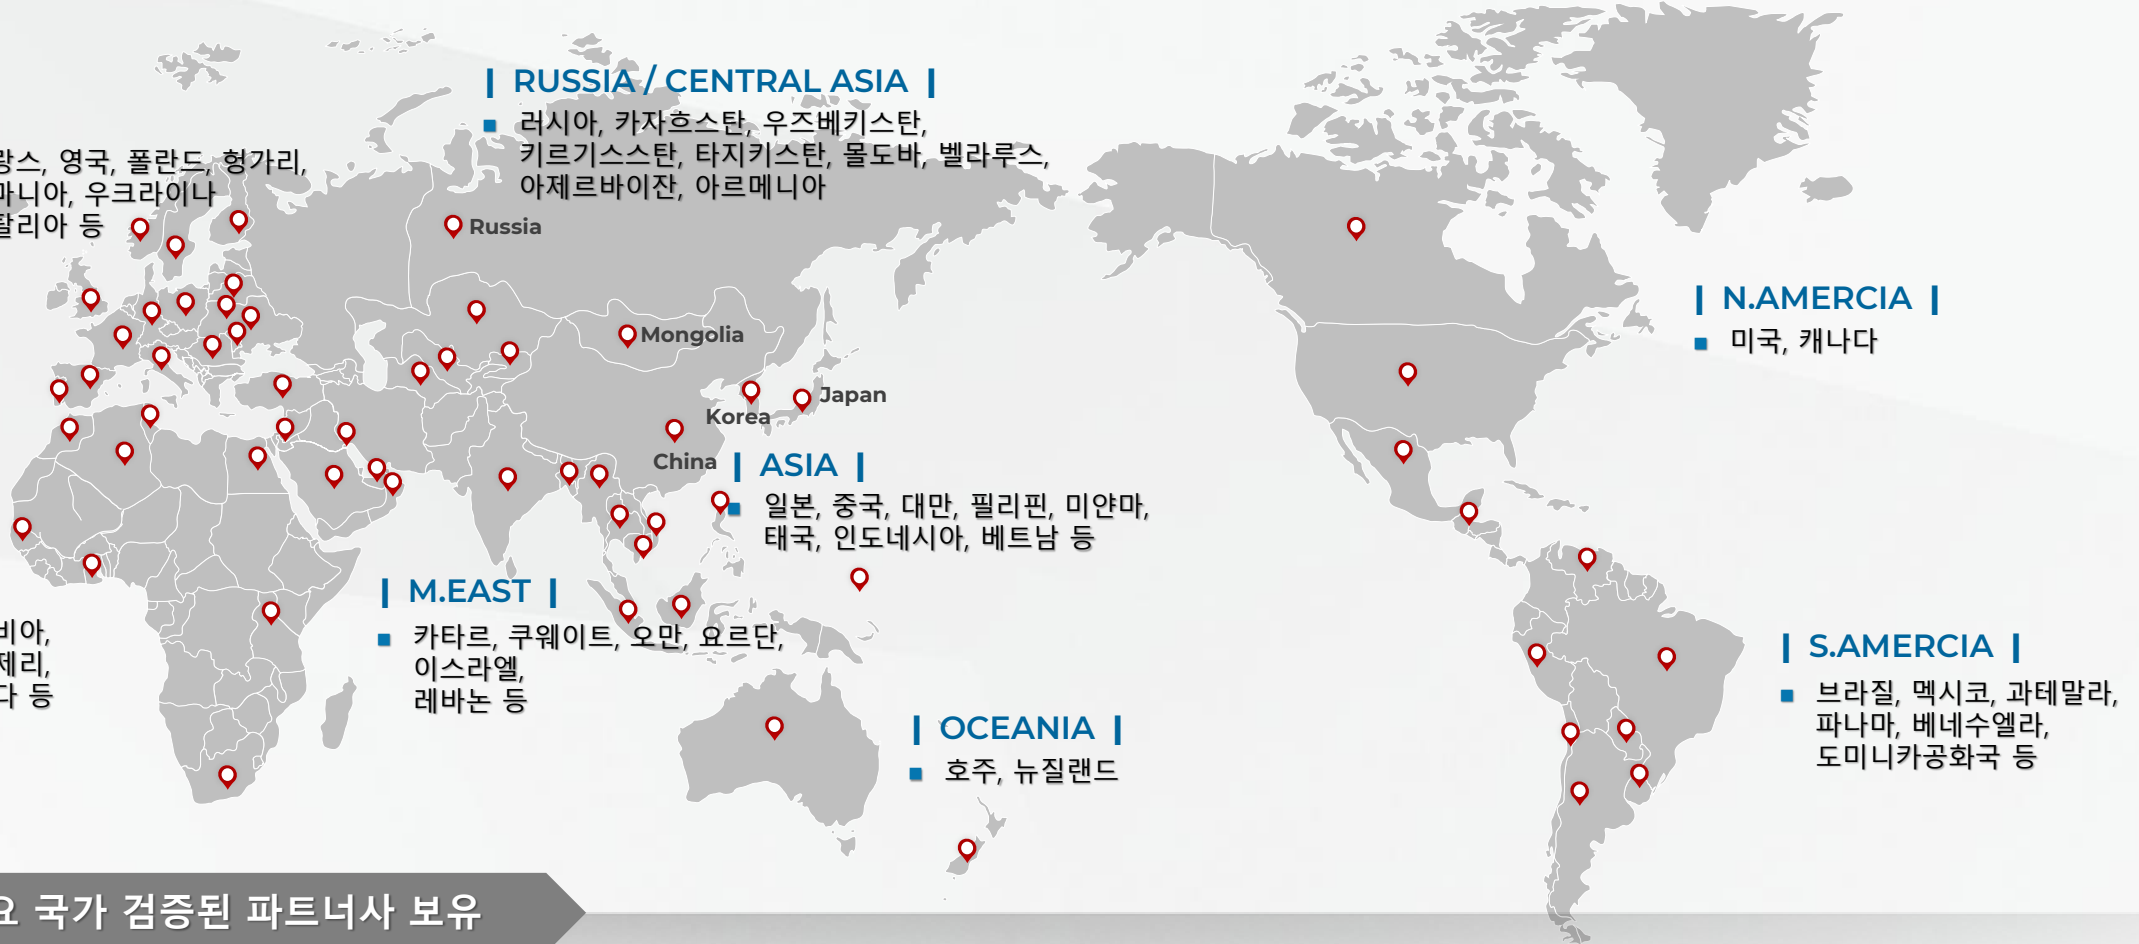 | RUSSIA / CENTRAL ASIA |
러시아, 카자흐스탄, 우즈베키스탄,
키르기스스탄, 타지키스탄, 몰도바, 벨라루스,
아제르바이잔, 아르메니아
랑스, 영국, 폴란드, 헝가리,
마니아, 우크라이나
탈리아 등
Russia
Mongolia
Japan
Korea
China
| N.AMERCIA |
미국, 캐나다
| ASIA |
일본, 중국, 대만, 필리핀, 미얀마,
태국, 인도네시아, 베트남 등
| M.EAST |
카타르, 쿠웨이트, 오만, 요르단,
이스라엘,
레바논 등
비아,
제리,
다 등
| S.AMERCIA |
브라질, 멕시코, 과테말라,
파나마, 베네수엘라,
도미니카공화국 등
| OCEANIA |
호주, 뉴질랜드
요 국가 검증된 파트너사 보유